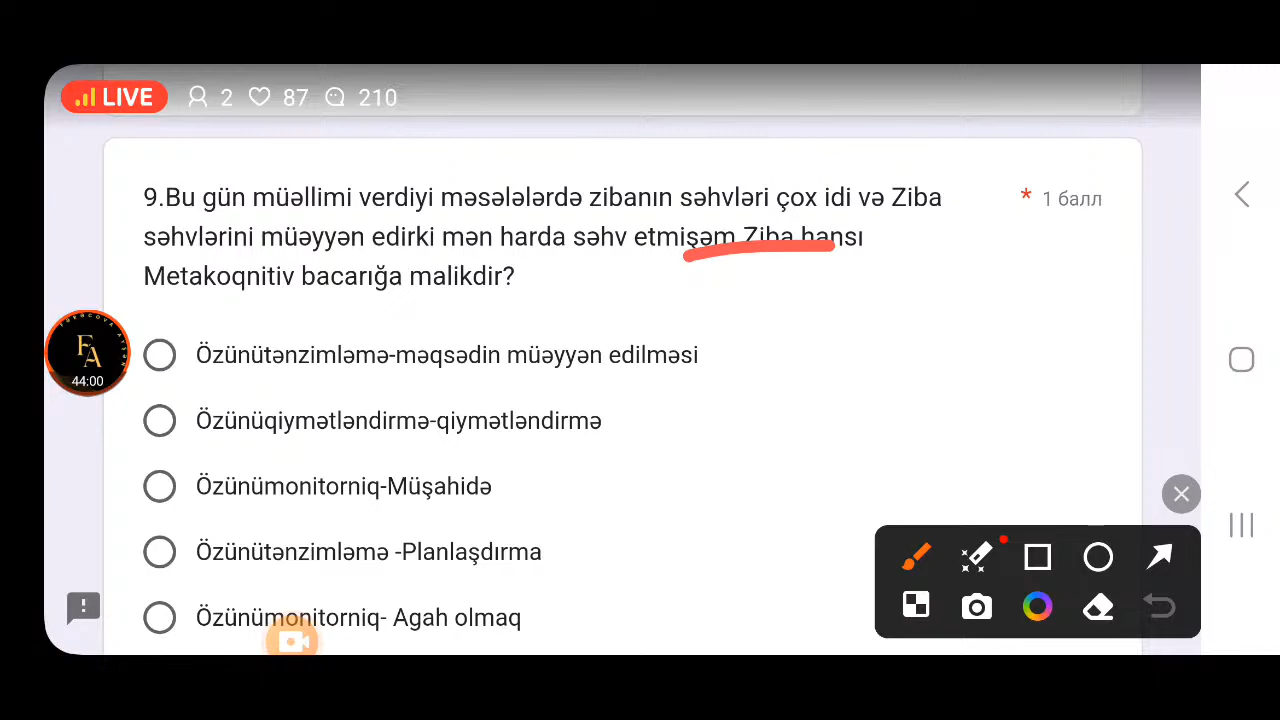 LIVE 2 87 210
9.Bu gün müəllimi verdiyi məsələlərdə zibanın səhvləri çox idi və Ziba
* 1 балл
səhvlərini müəyyən edirki mən harda səhv etmişəm Ziba hansı
Metakoqnitiv bacarığa malikdir?
FA
44:00
Özünütənzimləmə-məqsədin müəyyən edilməsi
Özünüqiymətləndirmə-qiymətləndirmə
Özünümonitorniq-Müşahidə
Özünütənzimləmə -Planlaşdırma
Özünümonitorniq- Agah olmaq